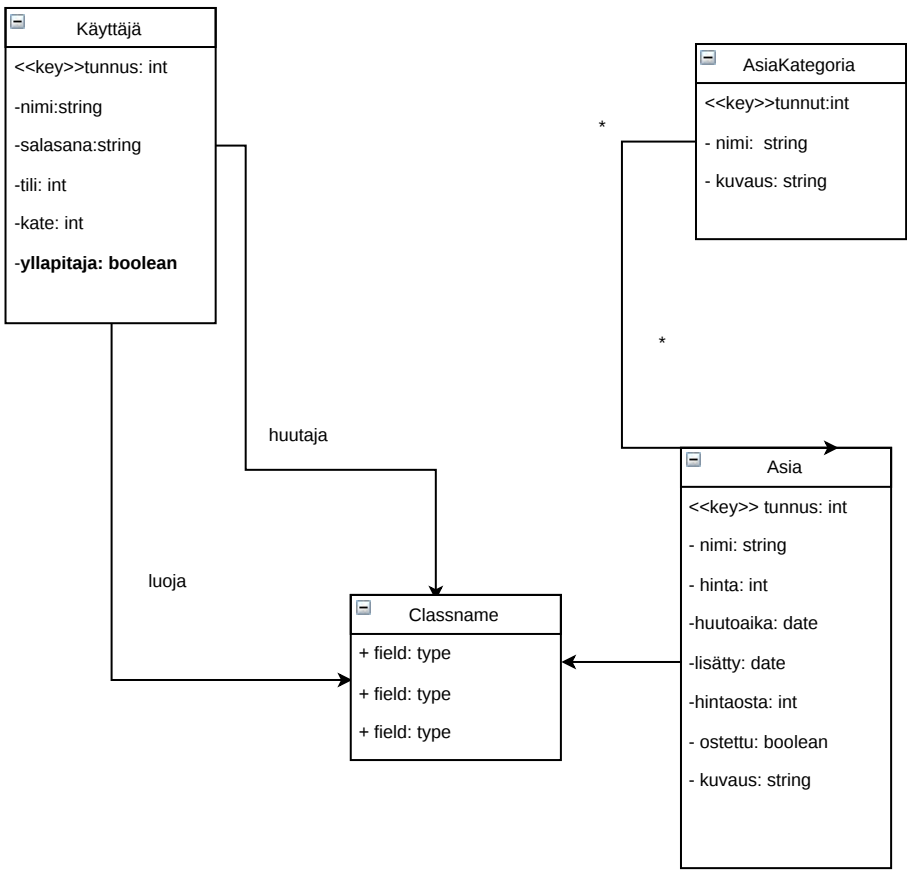 Käyttäjä
<<key>>tunnus: int
-nimi:string
-salasana:string
-tili: int
-kate: int
-yllapitaja: boolean
AsiaKategoria
<<key>>tunnut:int
- nimi: string
- kuvaus: string
*
*
huutaja
luoja
Classname
+ field: type
+ field: type
+ field: type
Asia
<<key>> tunnus: int
- nimi: string
- hinta: int
-huutoaika: date
-lisätty: date
-hintaosta: int
- ostettu: boolean
- kuvaus: string